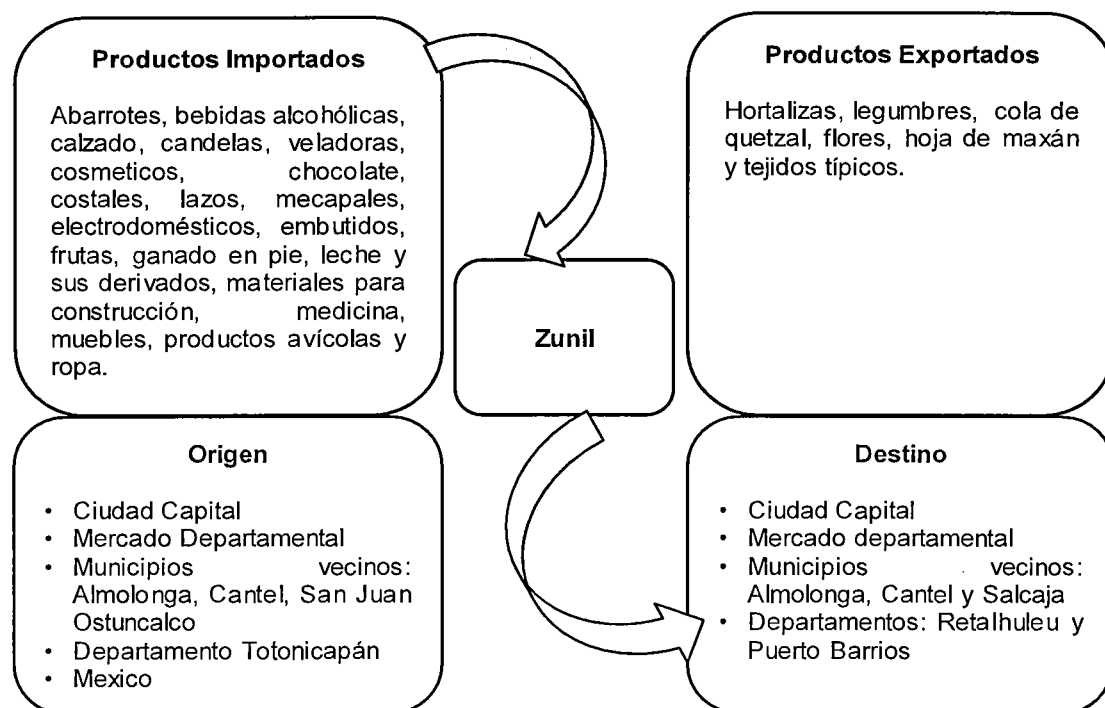 Productos Importados
Abarrotes, bebidas alcohólicas,
calzado, candelas, veladoras,
cosmeticos, chocolate,
costales, lazos, mecapales,
electrodomésticos, embutidos,
frutas, ganado en pie, leche y
sus derivados, materiales para
construcción, medicina,
muebles, productos avícolas y
ropa.
Origen
• Ciudad Capital
• Mercado Departamental
• Municipios vecinos:
Almolonga, Cantel, San Juan
Ostuncalco
• Departamento Totonicapán
• Mexico
Zunil
Productos Exportados
Hortalizas, legumbres, cola de
quetzal, flores, hoja de maxán
y tejidos típicos.
Destino
• Ciudad Capital
• Mercado departamental
• Municipios vecinos:
Almolonga, Cantel y Salcaja
• Departamentos: Retalhuleu y
Puerto Barrios